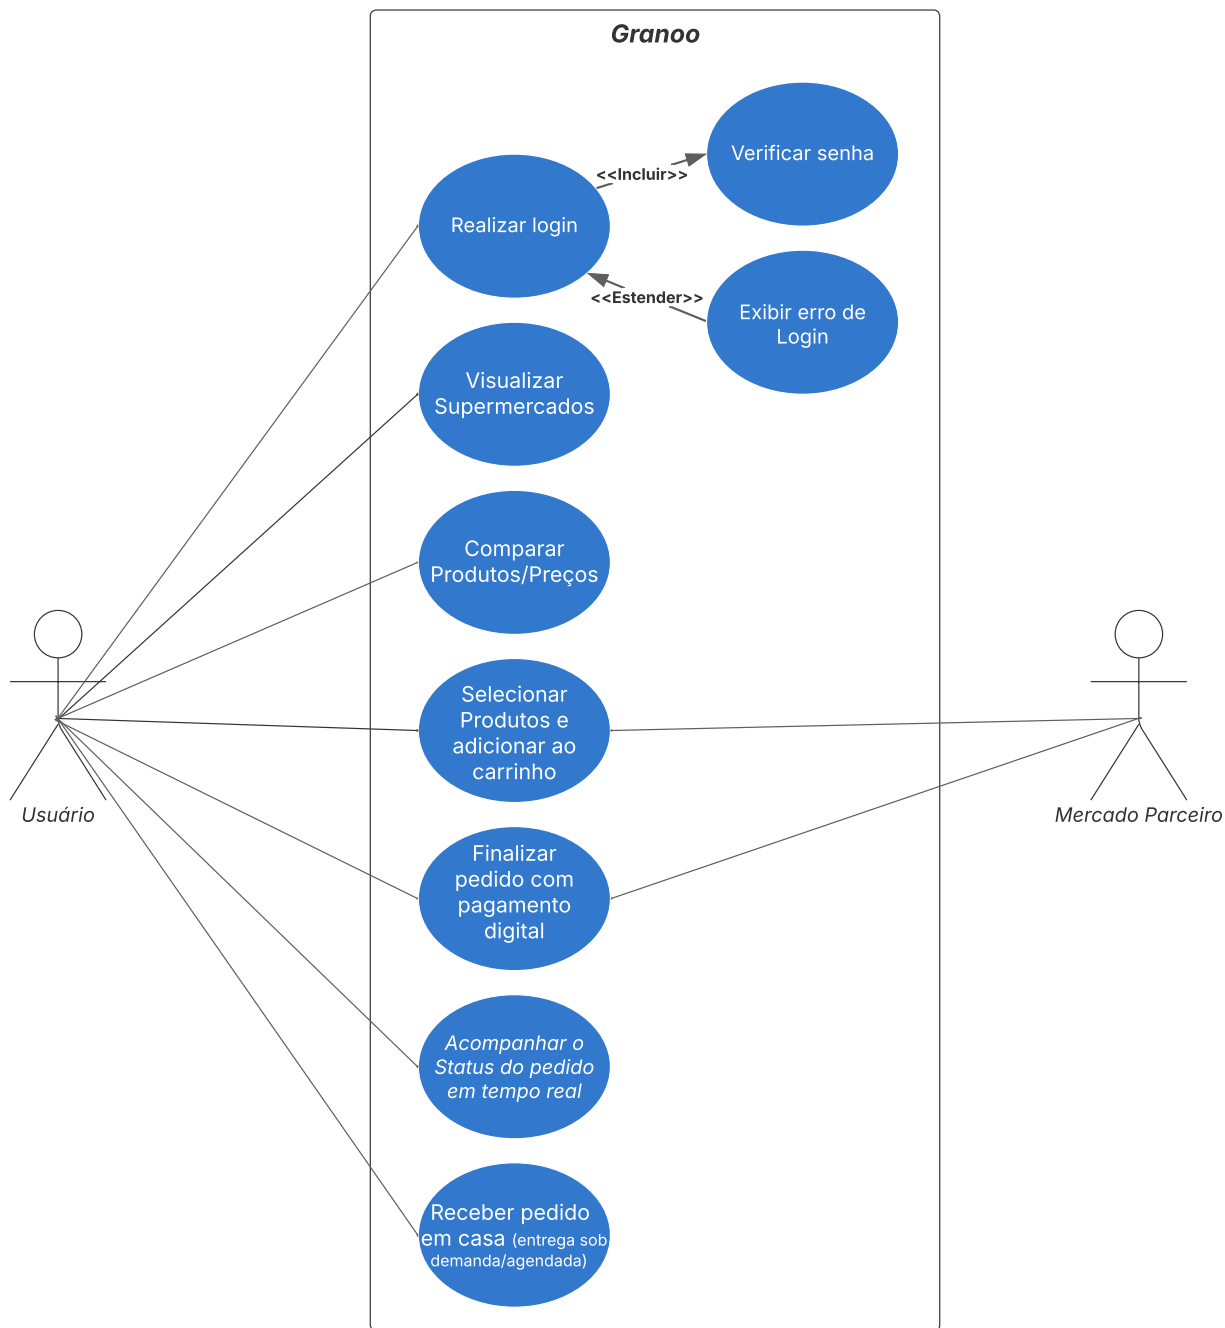 Granoo
Verificar senha
<<Incluir>>
Realizar login
<<Estender>>
Exibir erro de
Login
Visualizar
Supermercados
Comparar
Produtos/Preços
Selecionar
Produtos e
adicionar ao
carrinho
Usuário
Mercado Parceiro
Finalizar
pedido com
pagamento
digital
Acompanhar o
Status do pedido
em tempo real
Receber pedido
em casa (entrega sob
demanda/agendada)